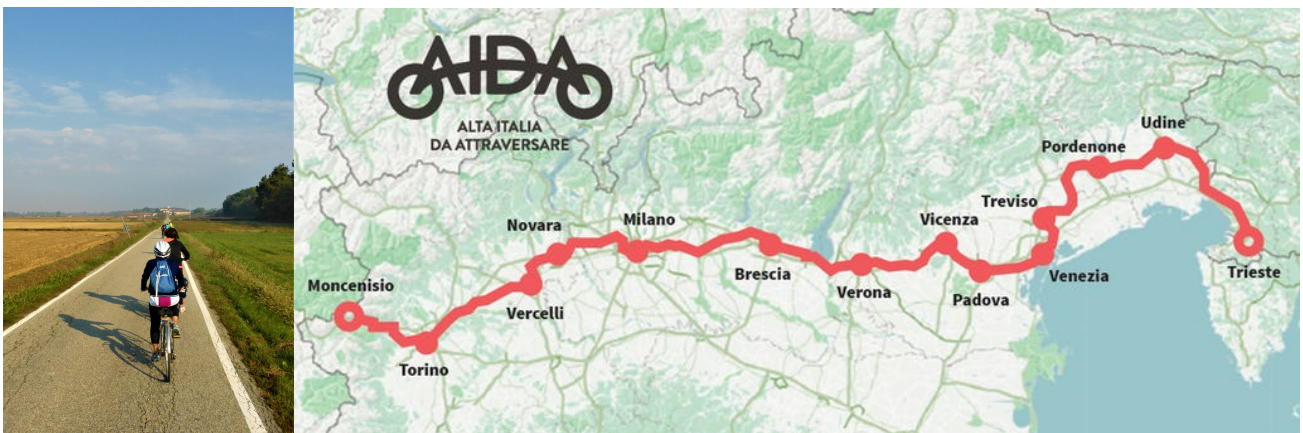 AIDA
ALTA ITALIA
DA ATTRAVERSARE
Udine
Pordenone
Treviso
Novara
Milano
Vicenza
Trieste
Brescia
Venezia
Moncenisio
Verona
Padova
Vercelli
Torino